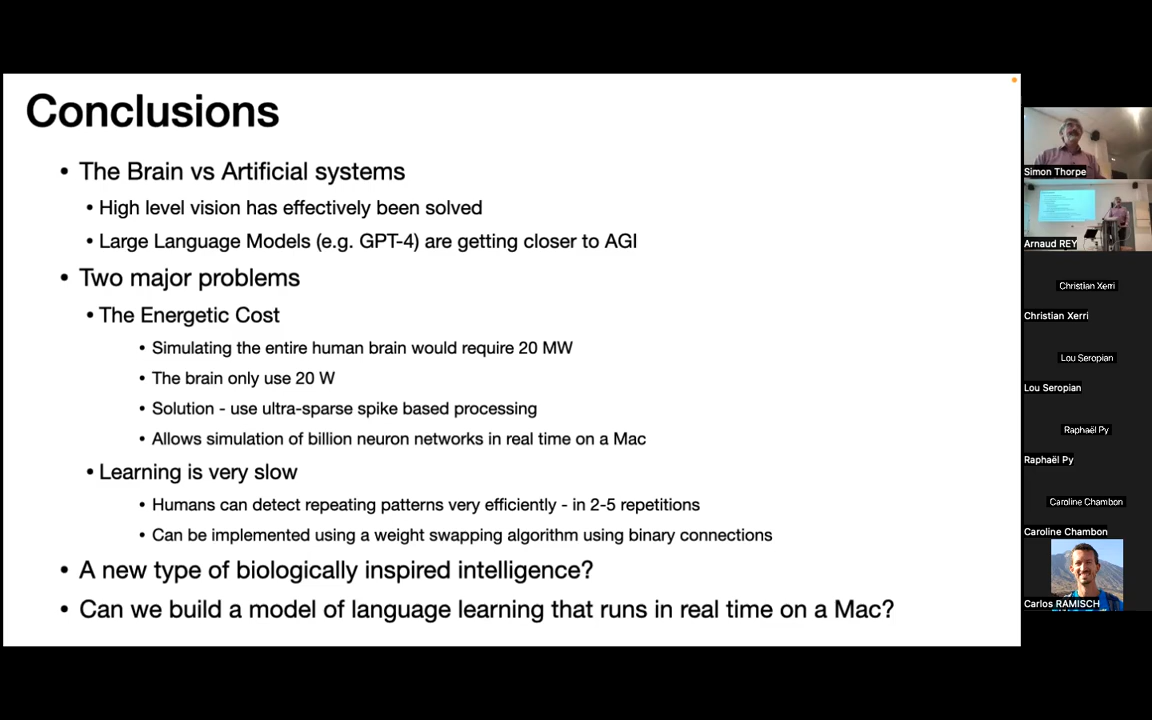 Conclusions
• The Brain vs Artificial systems
• High level vision has effectively been solved
• Large Language Models (e.g. GPT-4) are getting closer to AGI
• Two major problems
• The Energetic Cost
• Simulating the entire human brain would require 20 MW
• The brain only use 20 W
• Solution - use ultra-sparse spike based processing
• Allows simulation of billion neuron networks in real time on a Mac
• Learning is very slow
• Humans can detect repeating patterns very efficiently - in 2-5 repetitions
• Can be implemented using a weight swapping algorithm using binary connections
• A new type of biologically inspired intelligence?
• Can we build a model of language learning that runs in real time on a Mac?
Simon Thorpe
Arnaud REY
Christian Xerri
Christian Xerri
Lou Seropian
Lou Seropian
Raphaël Py
Raphaël Py
Caroline Chambon
Caroline Chambon
Carlos RAMISCH